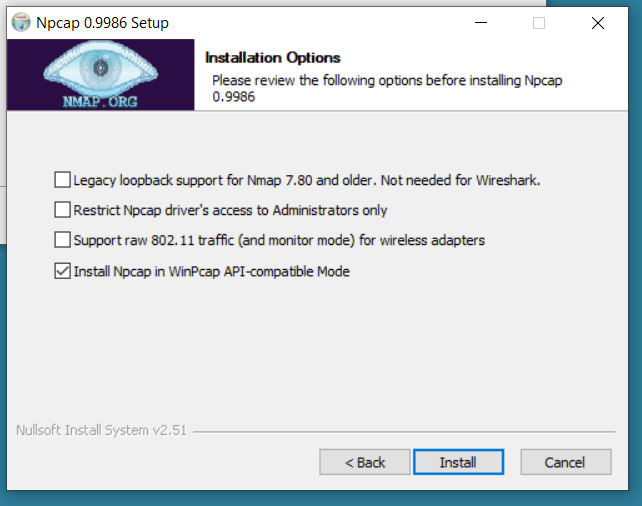 Npcap 0.9986 Setup
NMAP.ORG
Installation Options
Please review the following options before installing Npcap
0.9986
Legacy loopback support for Nmap 7.80 and older. Not needed for Wireshark.
Restrict Npcap driver's access to Administrators only
Support raw 802.11 traffic (and monitor mode) for wireless adapters
Install Npcap in WinPcap API-compatible Mode
Nullsoft Install System v2.51
< Back
Install
Cancel